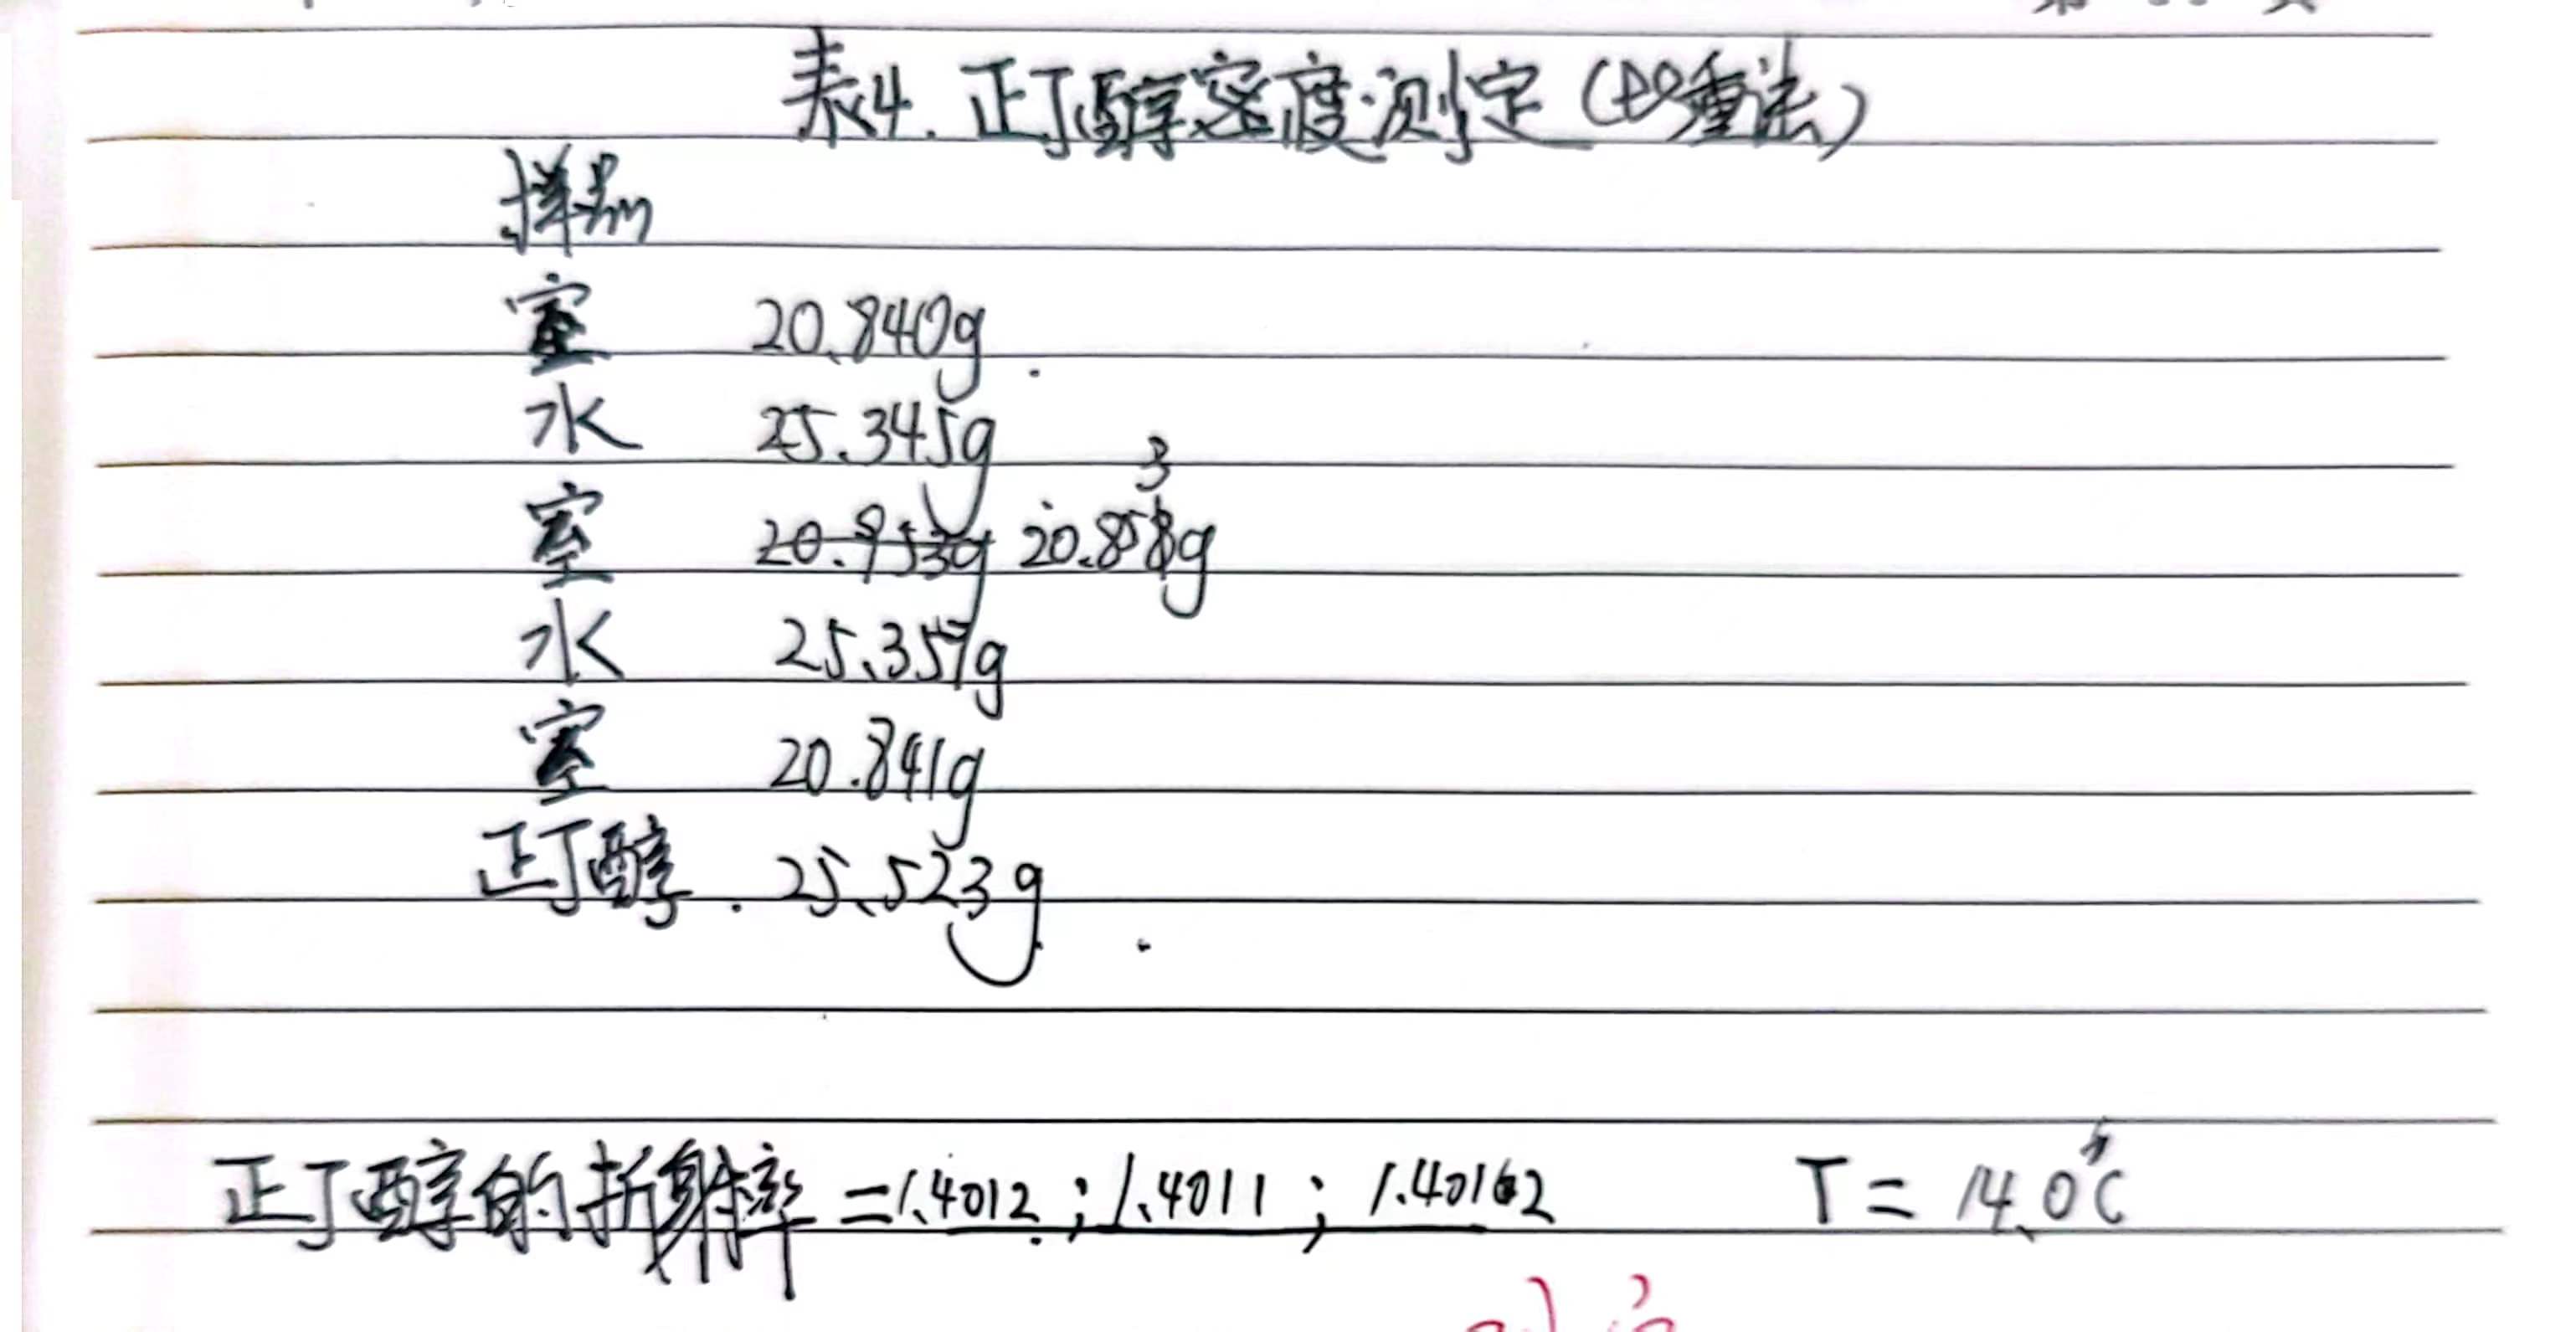 表4. 正丁醇密度测定（比重法）
样品
空 20.840g
水 25.345g
空 20.953g 20.853g
水 25.357g
空 20.841g
正丁醇. 25.523g
正丁醇的折射率=1.4012;1.4011;1.40162 T=14.0℃